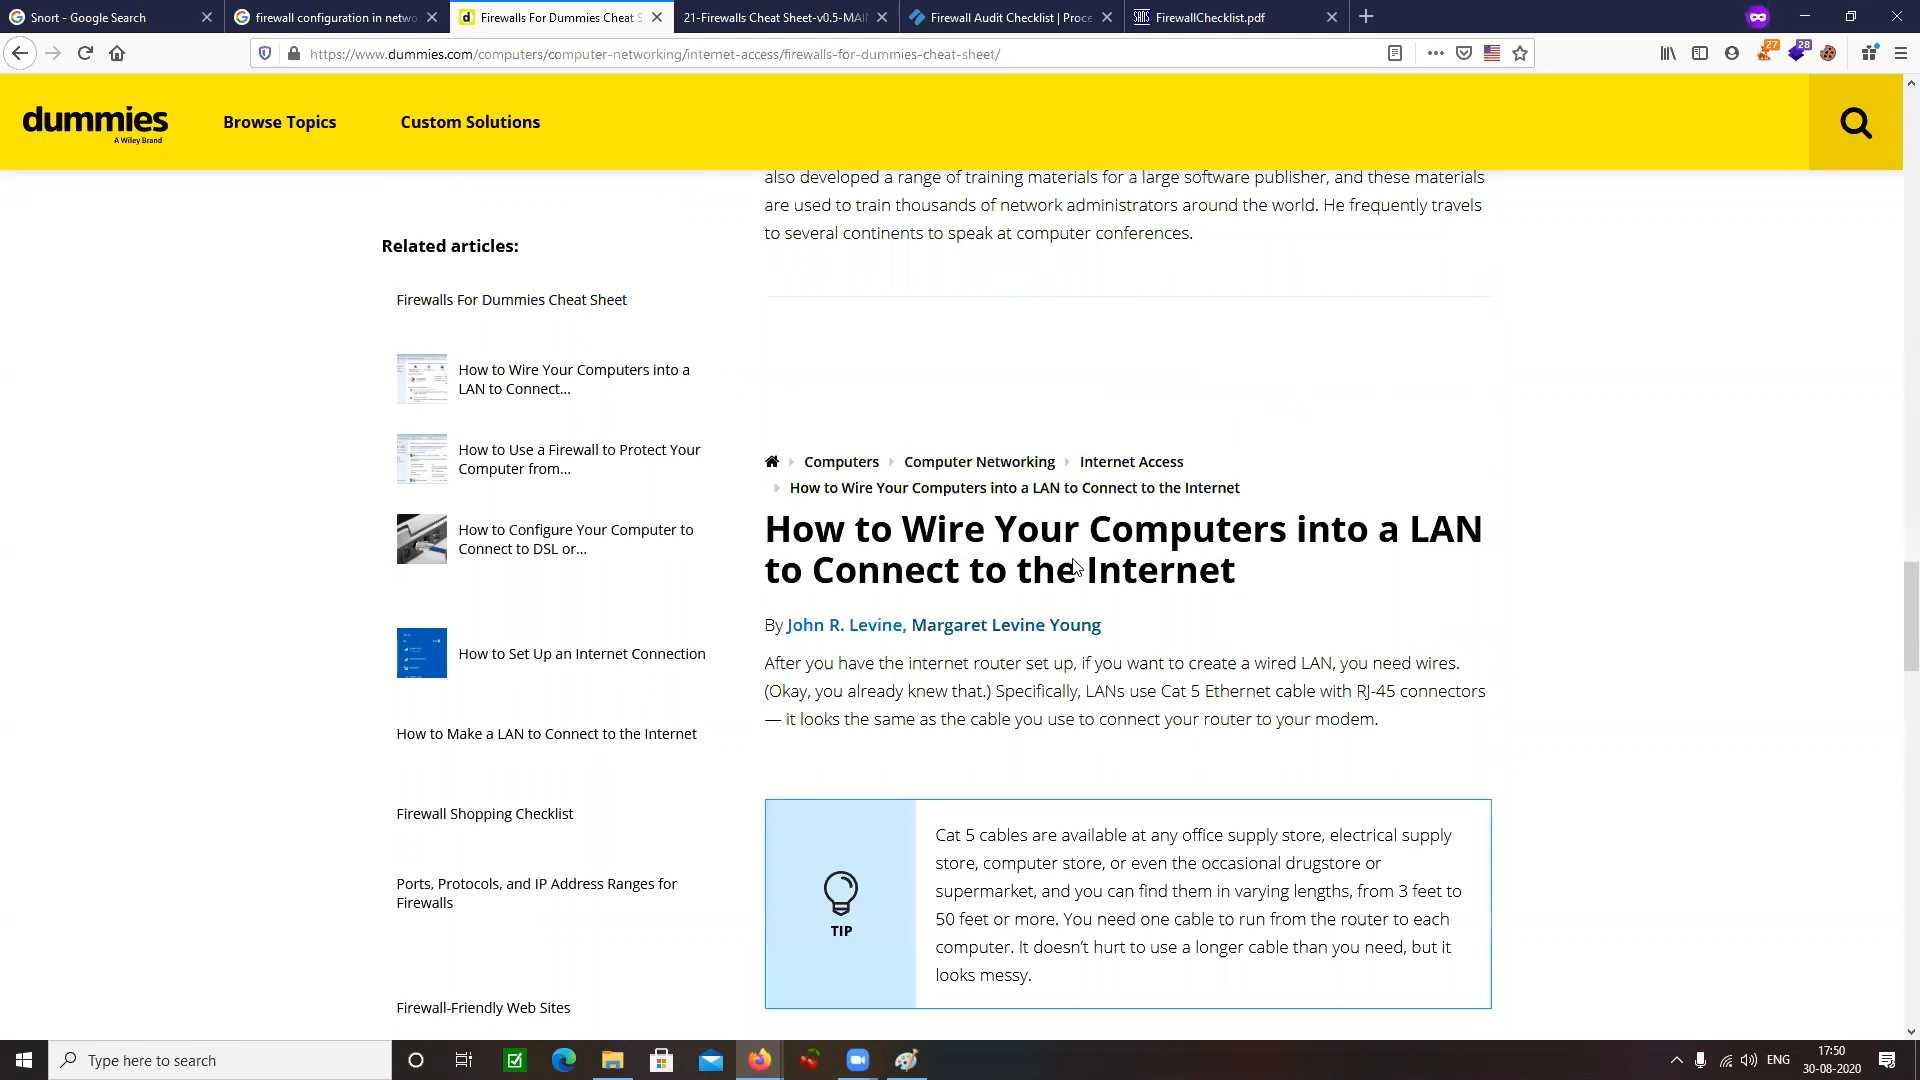 Snort - Google Search
firewall configuration in netwo
Firewalls For Dummies Cheat S
21-Firewalls Cheat Sheet-v0.5-MAI
Firewall Audit Checklist | Proce
FirewallChecklist.pdf
https://www.dummies.com/computers/computer-networking/internet-access/firewalls-for-dummies-cheat-sheet/
27
28
dummies
A Wiley Brand
Browse Topics
Custom Solutions
also developed a range of training materials for a large software publisher, and these materials
are used to train thousands of network administrators around the world. He frequently travels
to several continents to speak at computer conferences.
Related articles:
Firewalls For Dummies Cheat Sheet
How to Wire Your Computers into a
LAN to Connect...
How to Use a Firewall to Protect Your
Computer from...
How to Configure Your Computer to
Connect to DSL or...
How to Set Up an Internet Connection
How to Make a LAN to Connect to the Internet
Firewall Shopping Checklist
Ports, Protocols, and IP Address Ranges for
Firewalls
Firewall-Friendly Web Sites
Computers
Computer Networking
Internet Access
How to Wire Your Computers into a LAN to Connect to the Internet
How to Wire Your Computers into a LAN
to Connect to the Internet
By John R. Levine, Margaret Levine Young
After you have the internet router set up, if you want to create a wired LAN, you need wires.
(Okay, you already knew that.) Specifically, LANs use Cat 5 Ethernet cable with RJ-45 connectors
— it looks the same as the cable you use to connect your router to your modem.
TIP
Cat 5 cables are available at any office supply store, electrical supply
store, computer store, or even the occasional drugstore or
supermarket, and you can find them in varying lengths, from 3 feet to
50 feet or more. You need one cable to run from the router to each
computer. It doesn't hurt to use a longer cable than you need, but it
looks messy.
Type here to search
ENG
17:50
30-08-2020